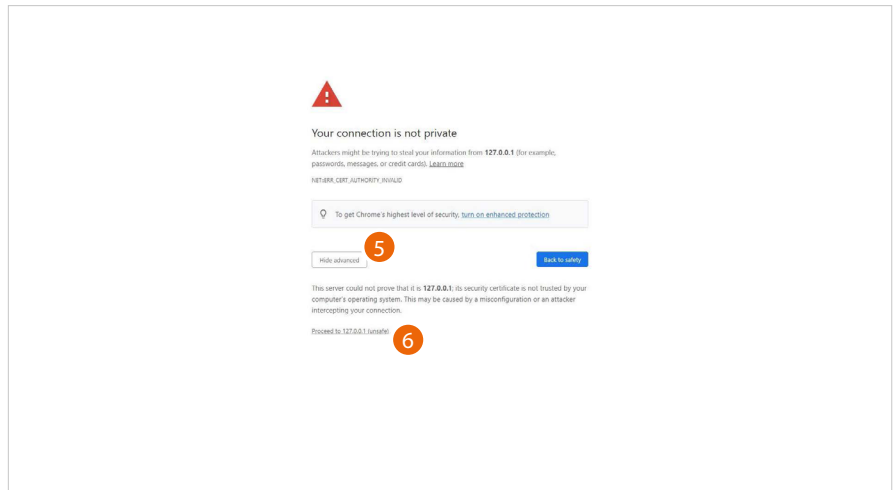 Your connection is not private
Attackers might be trying to steal your information from 127.0.0.1 (for example,
passwords, messages, or credit cards). Learn more
NET::ERR_CERT_AUTHORITY_INVALID
To get Chrome's highest level of security, turn on enhanced protection
5
Hide advanced
Back to safety
This server could not prove that it is 127.0.0.1; its security certificate is not trusted by your
computer's operating system. This may be caused by a misconfiguration or an attacker
intercepting your connection.
Proceed to 127.0.0.1 (unsafe)
6